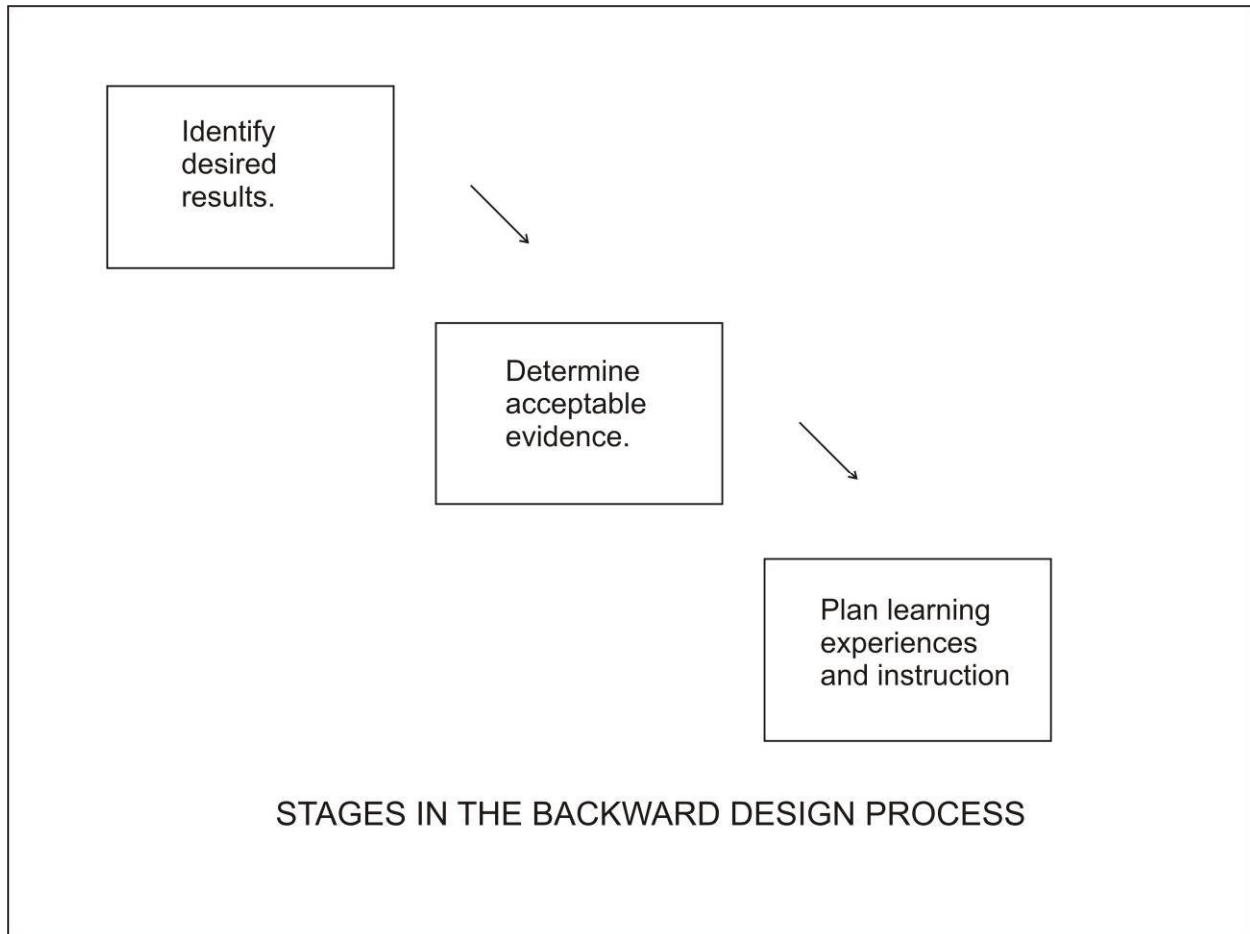 Identify
desired
results.
Determine
acceptable
evidence.
Plan learning
experiences
and instruction
STAGES IN THE BACKWARD DESIGN PROCESS